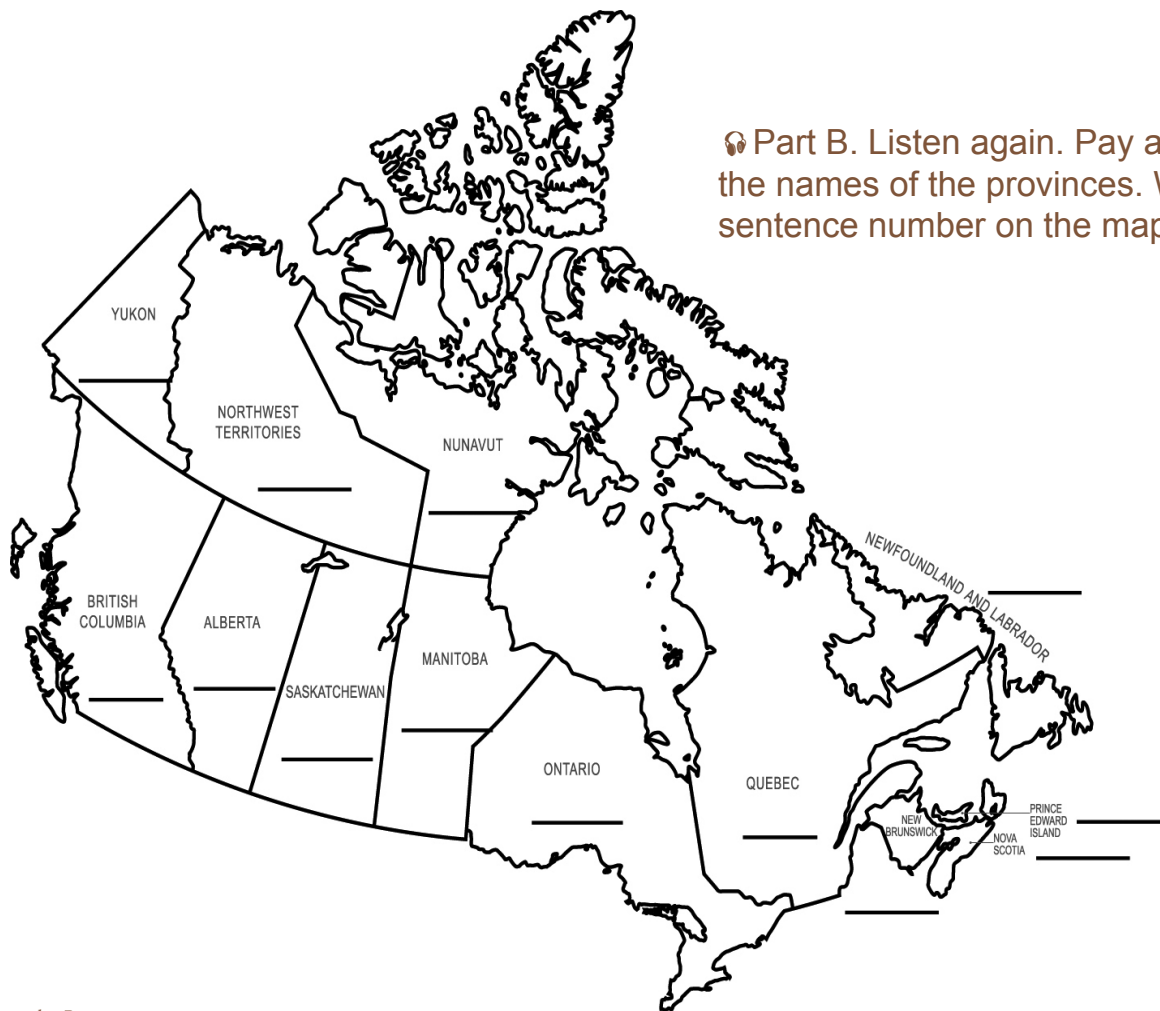 Part B. Listen again. Pay a
the names of the provinces. W
sentence number on the map
YUKON
NORTHWEST
TERRITORIES
NUNAVUT
NEWFOUNDLAND AND LABRADOR
BRITISH
COLUMBIA
ALBERTA
MANITOBA
SASKATCHEWAN
ONTARIO
QUEBEC
NEW
BRUNSWICK
PRINCE
EDWARD
ISLAND
NOVA
SCOTIA